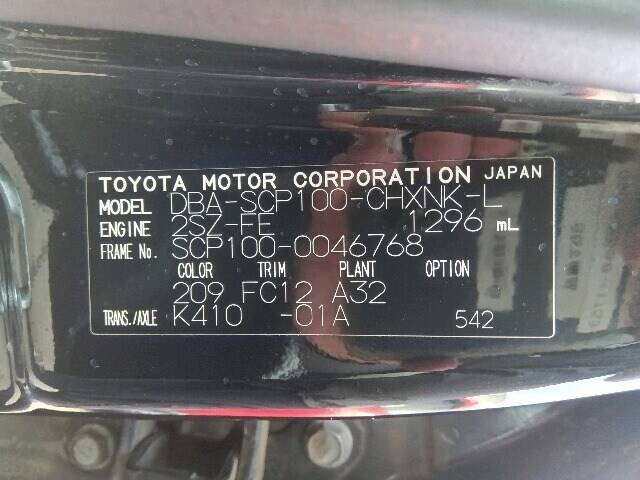 TOYOTA MOTOR CORPORATION JAPAN
MODEL DBA-SCP100-CHXNK-L
ENGINE 2SZ-FE 1296 mL
FRAME No. SCP100-0046768
COLOR TRIM PLANT OPTION
209 FC12 A32
TRANS./AXLE K410 -01A 542